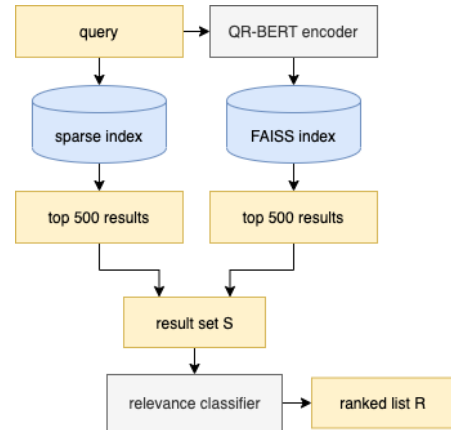 query
QR-BERT encoder
sparse index
FAISS index
top 500 results
top 500 results
result set S
relevance classifier
ranked list R